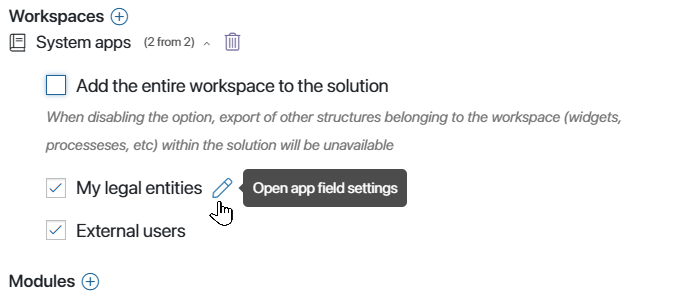 Workspaces
System apps (2 from 2)
Add the entire workspace to the solution
When disabling the option, export of other structures belonging to the workspace (widgets,
processeses, etc) within the solution will be unavailable
My legal entities Open app field settings
External users
Modules